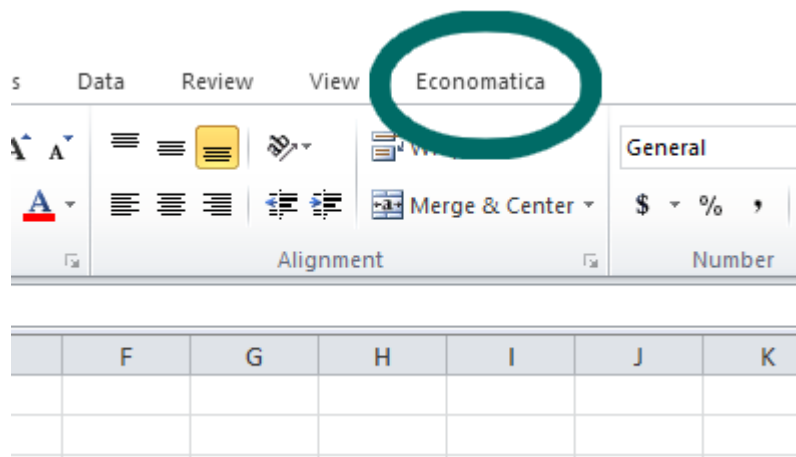 s Data Review View Economatica
A A General
A Merge & Center $ % ,
Alignment Number
F G H I J K